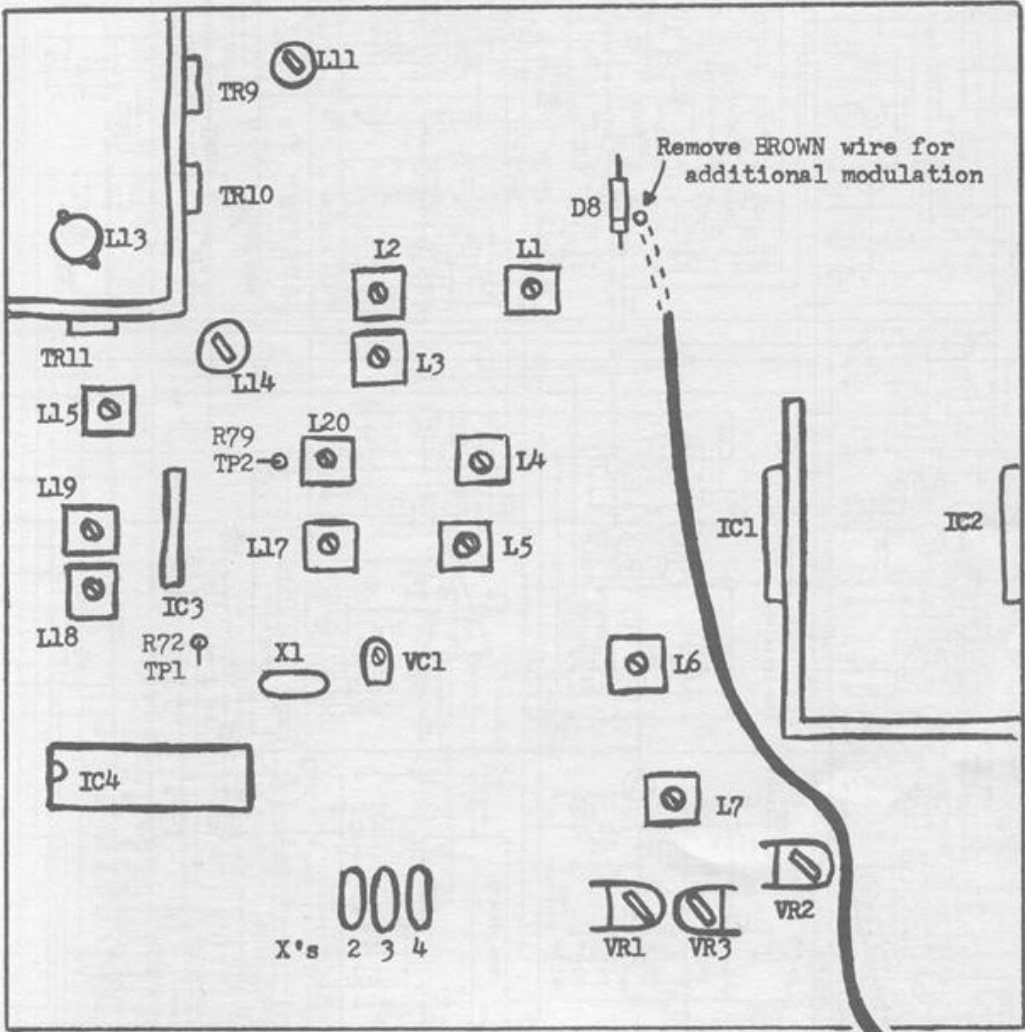 L11
TR9
Remove BROWN wire for
additional modulation
TR10
D8
L13
L2
L1
TR11
L3
L14
L15
L20
R79
TP2
L4
L19
IC1
IC2
L17
L5
IC3
L18
R72
TP1
X1
VC1
L6
IC4
L7
VR2
X's 2 3 4
VR1
VR3